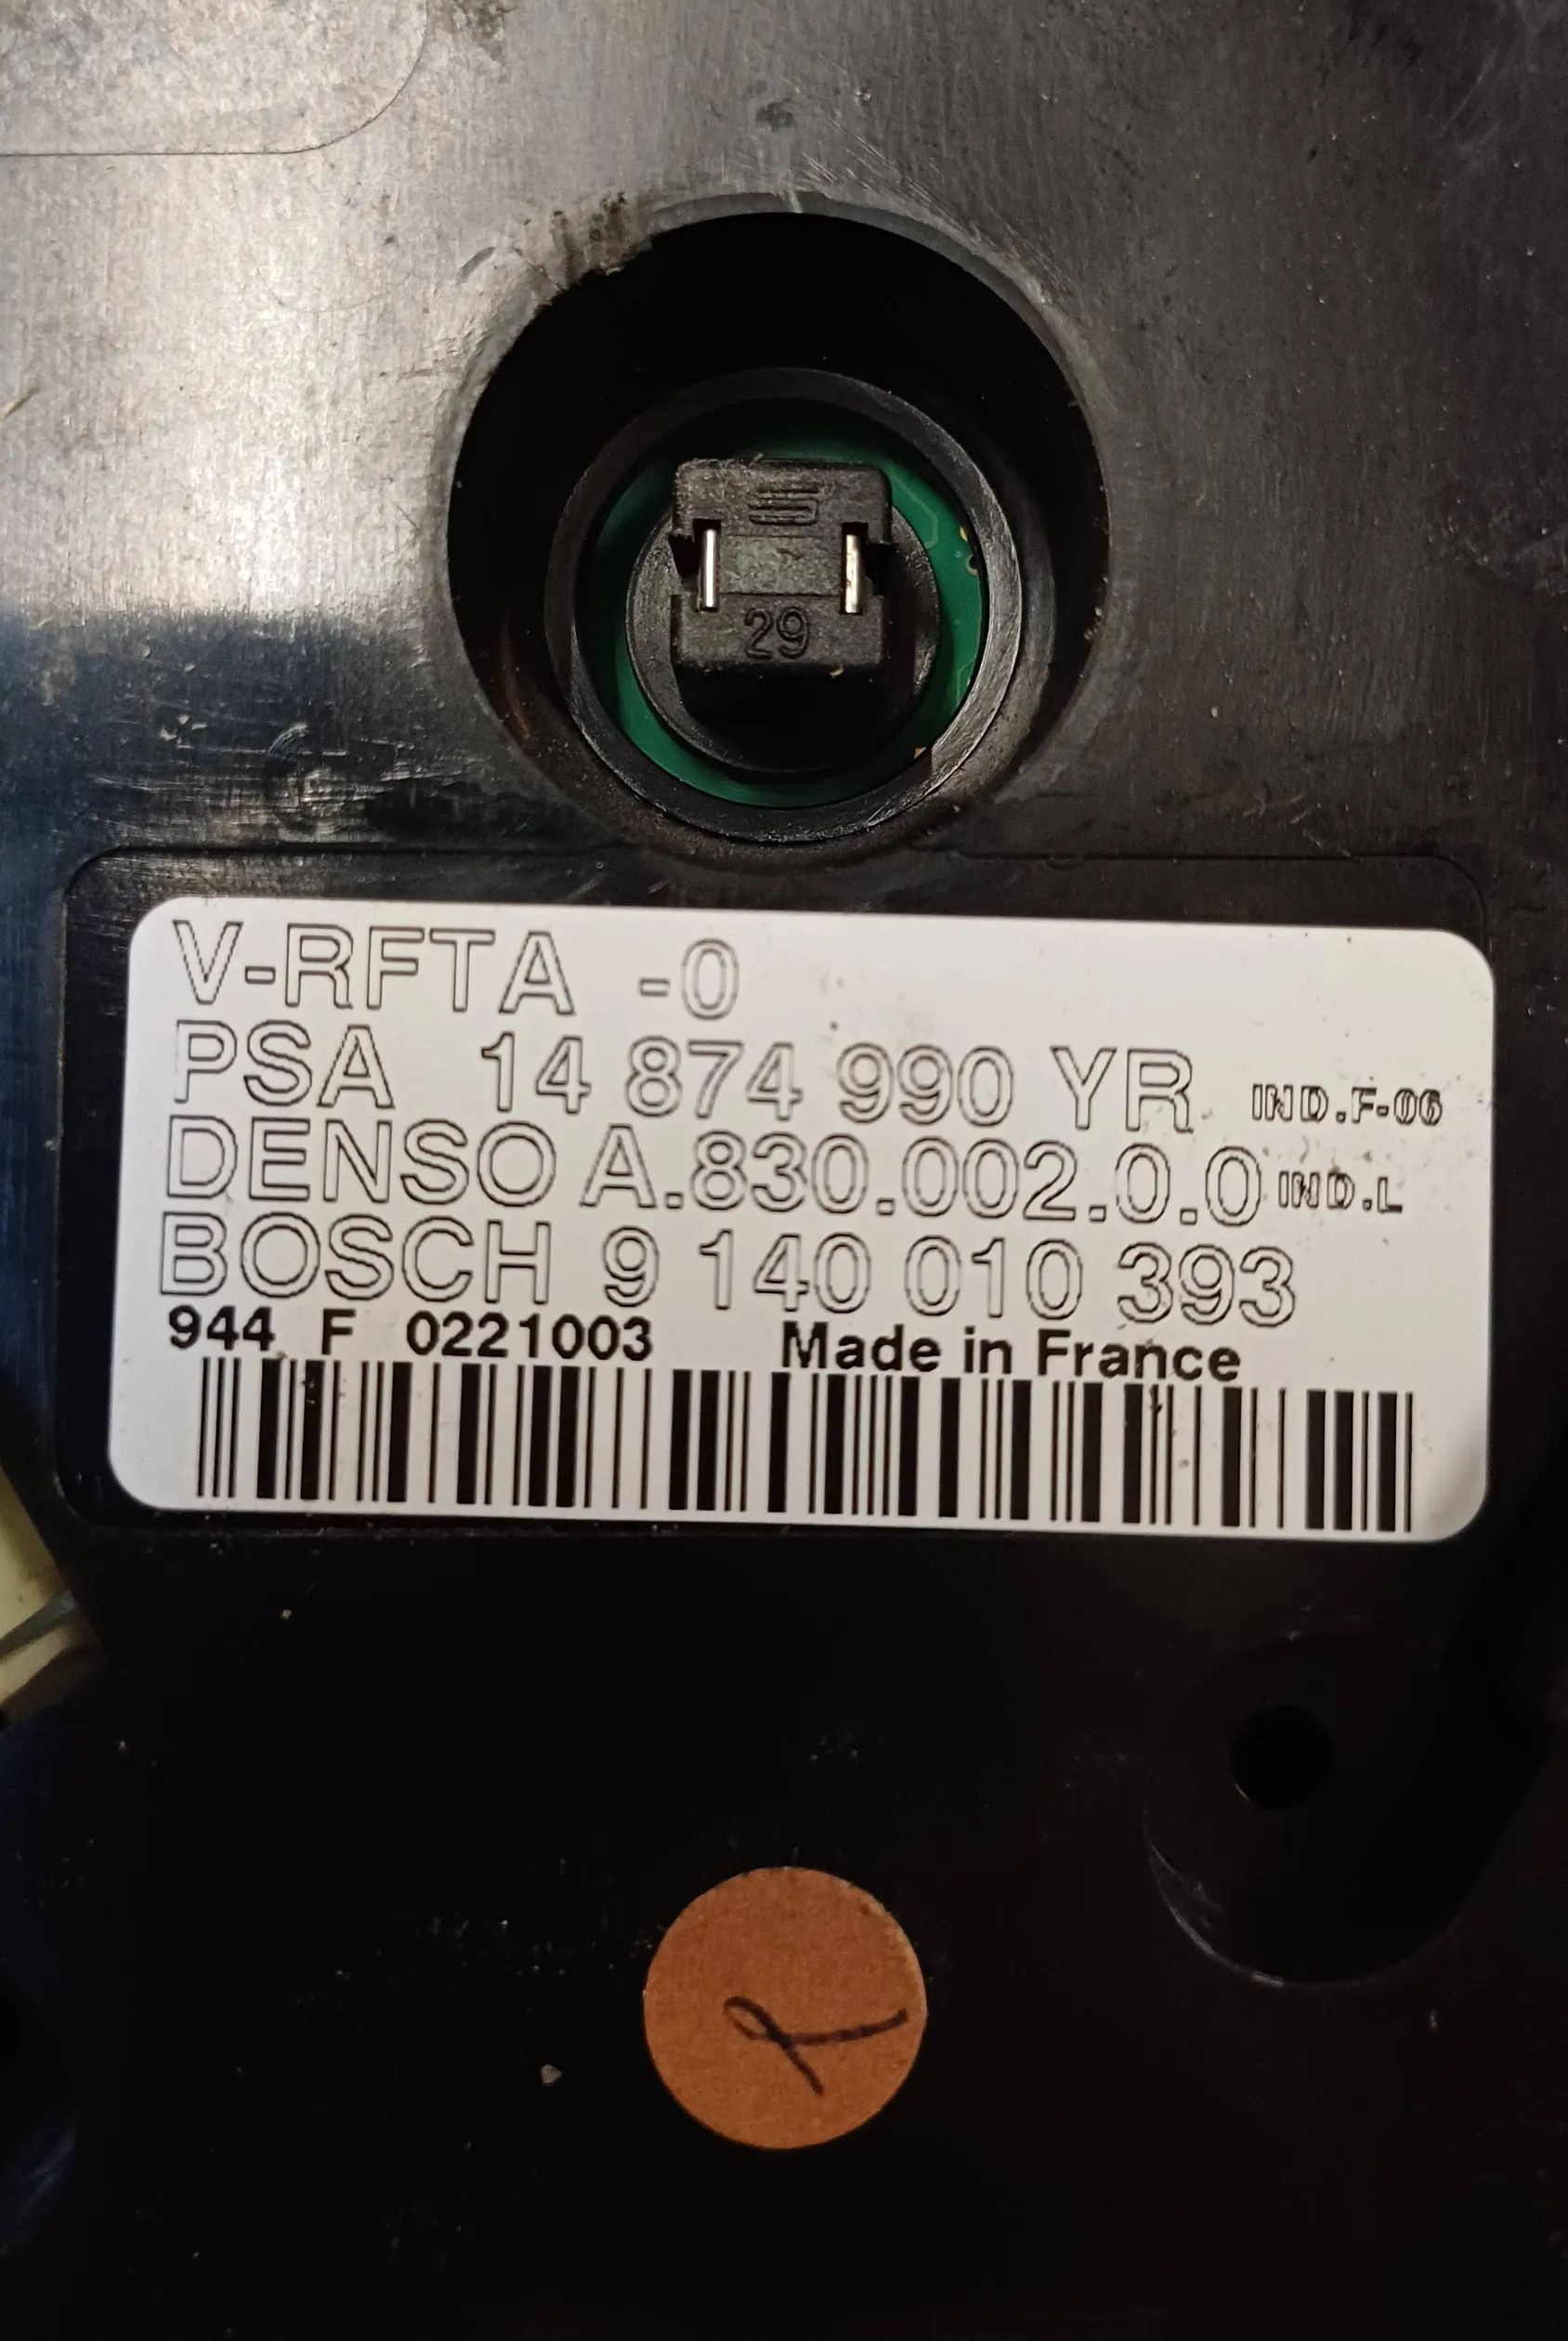 29
V-RFTA -0
PSA 14 874 990 YR IND.F-06
DENSO A.830.002.0.0 IND.L
BOSCH 9 140 010 393
944 F 0221003 Made in France